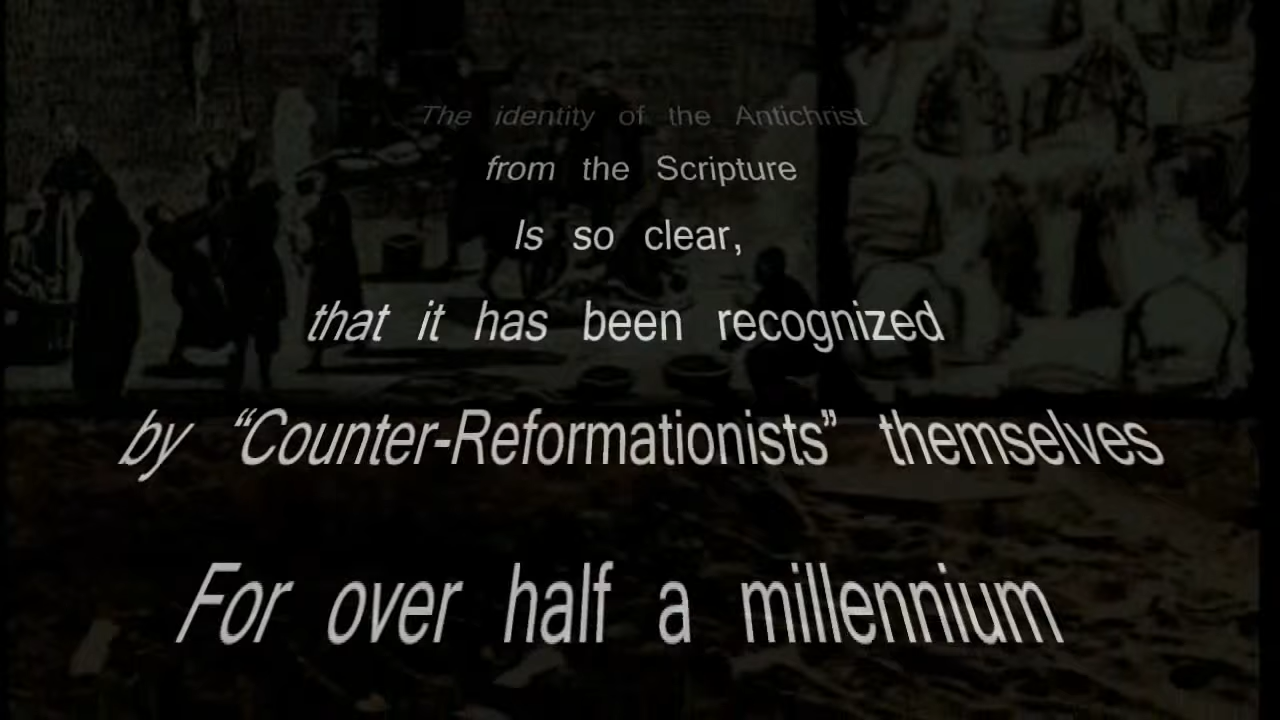 The identity of the Antichrist
from the Scripture
Is so clear,
that it has been recognized
by “Counter-Reformationists” themselves
For over half a millennium